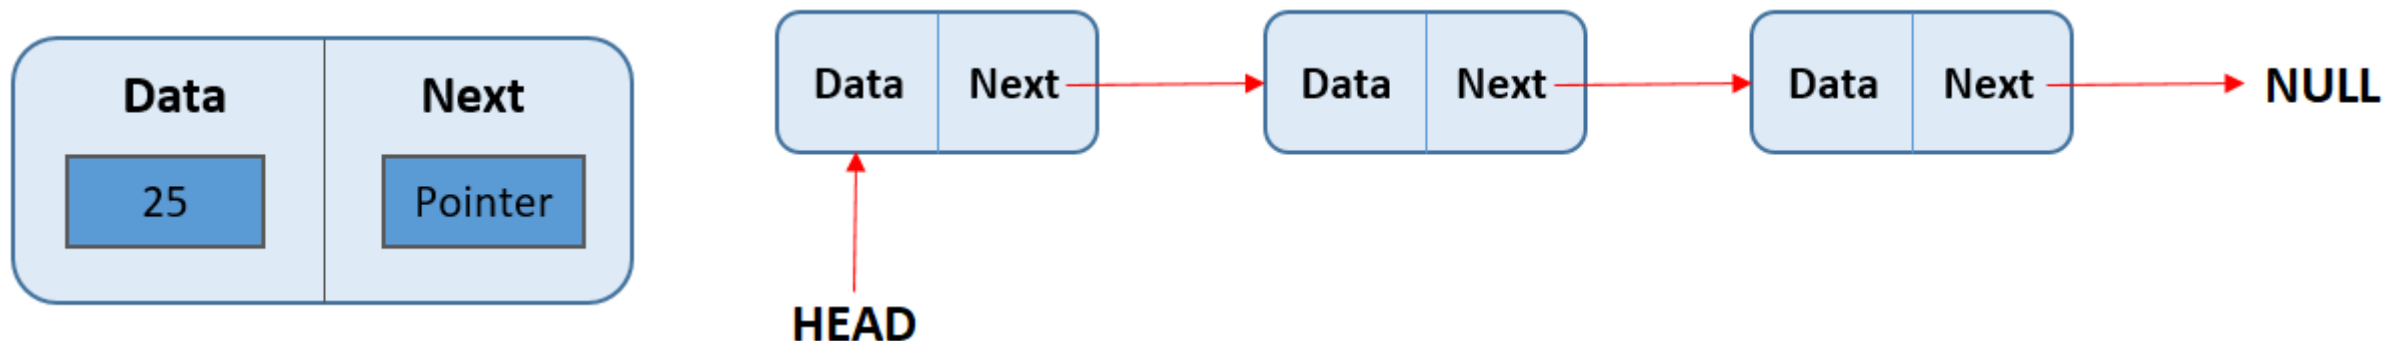 Data Next
25 Pointer
Data Next Data Next Data Next NULL
HEAD